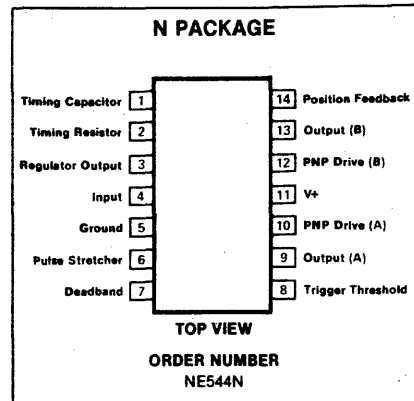 N PACKAGE
Timing Capacitor 1
14 Position Feedback
Timing Resistor 2
13 Output (B)
Regulator Output 3
12 PNP Drive (B)
Input 4
11 V+
Ground 5
10 PNP Drive (A)
Pulse Stretcher 6
9 Output (A)
Deadband 7
8 Trigger Threshold
TOP VIEW
ORDER NUMBER
NE544N